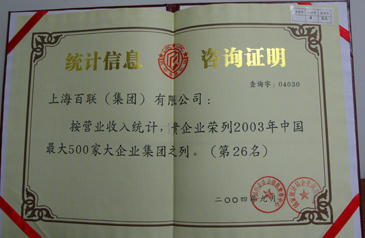 统计信息 咨询证明
查询字：04030
上海百联（集团）有限公司：
按营业收入统计，贵企业荣列2003年中国
最大500家大企业集团之列。（第26名）
二〇〇四年九月